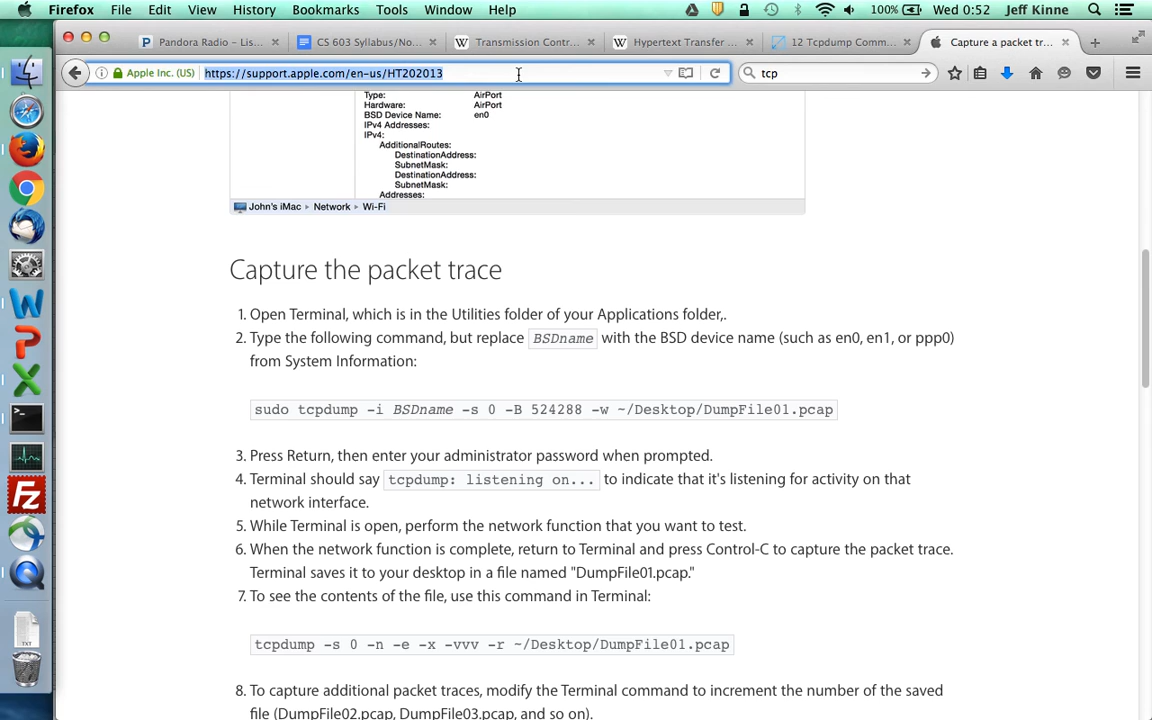 Firefox File Edit View History Bookmarks Tools Window Help 100% Wed 0:52 Jeff Kinne
Pandora Radio – Lis... × CS 603 Syllabus/No... × Transmission Contr... × Hypertext Transfer ... × 12 Tcpdump Comm... × Capture a packet tr... × +
Apple Inc. (US) https://support.apple.com/en-us/HT202013 tcp
Type: AirPort
Hardware: AirPort
BSD Device Name: en0
IPv4 Addresses:
IPv4:
AdditionalRoutes:
DestinationAddress:
SubnetMask:
DestinationAddress:
SubnetMask:
Addresses:
John's iMac ▸ Network ▸ Wi-Fi
Capture the packet trace
1. Open Terminal, which is in the Utilities folder of your Applications folder,.
2. Type the following command, but replace BSDname with the BSD device name (such as en0, en1, or ppp0)
from System Information:
sudo tcpdump -i BSDname -s 0 -B 524288 -w ~/Desktop/DumpFile01.pcap
3. Press Return, then enter your administrator password when prompted.
4. Terminal should say tcpdump: listening on... to indicate that it's listening for activity on that
network interface.
5. While Terminal is open, perform the network function that you want to test.
6. When the network function is complete, return to Terminal and press Control-C to capture the packet trace.
Terminal saves it to your desktop in a file named "DumpFile01.pcap."
7. To see the contents of the file, use this command in Terminal:
tcpdump -s 0 -n -e -x -vvv -r ~/Desktop/DumpFile01.pcap
8. To capture additional packet traces, modify the Terminal command to increment the number of the saved
file (DumpFile02.pcap, DumpFile03.pcap, and so on).
TXT